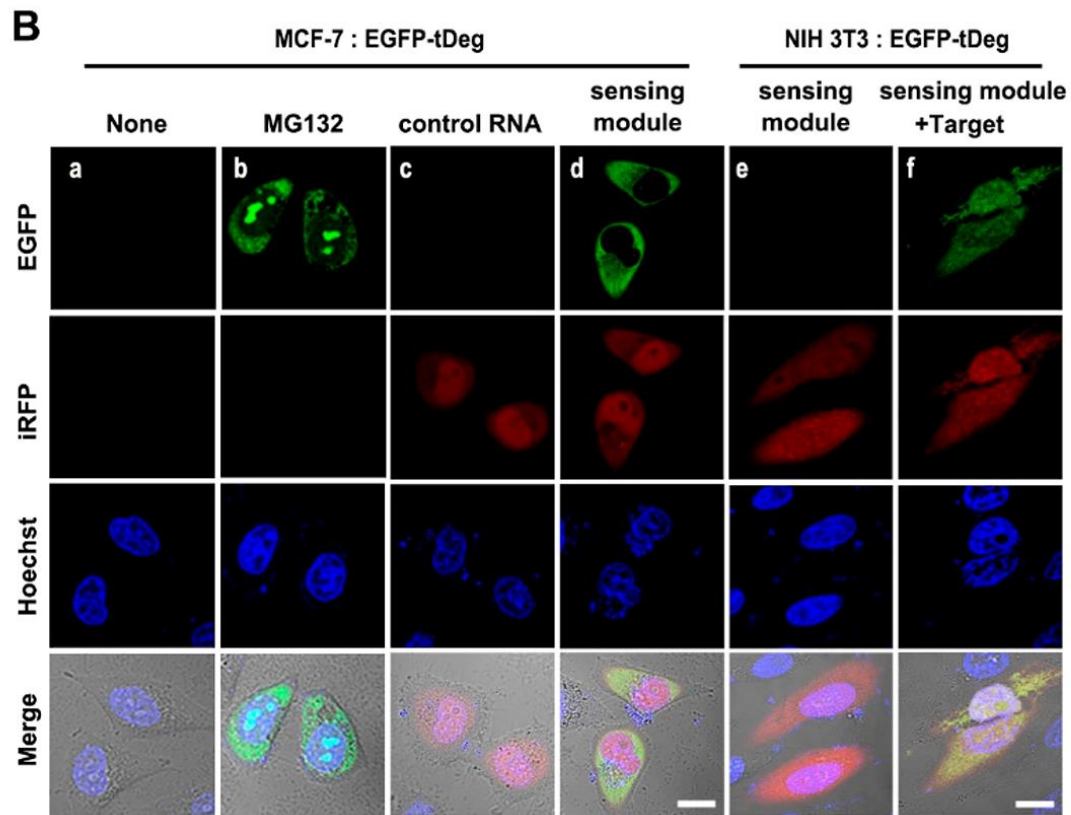 B
MCF-7 : EGFP-tDeg
NIH 3T3 : EGFP-tDeg
None
MG132
control RNA
sensing
module
sensing
module
sensing module
+Target
a
b
c
d
e
f
EGFP
iRFP
Hoechst
Merge